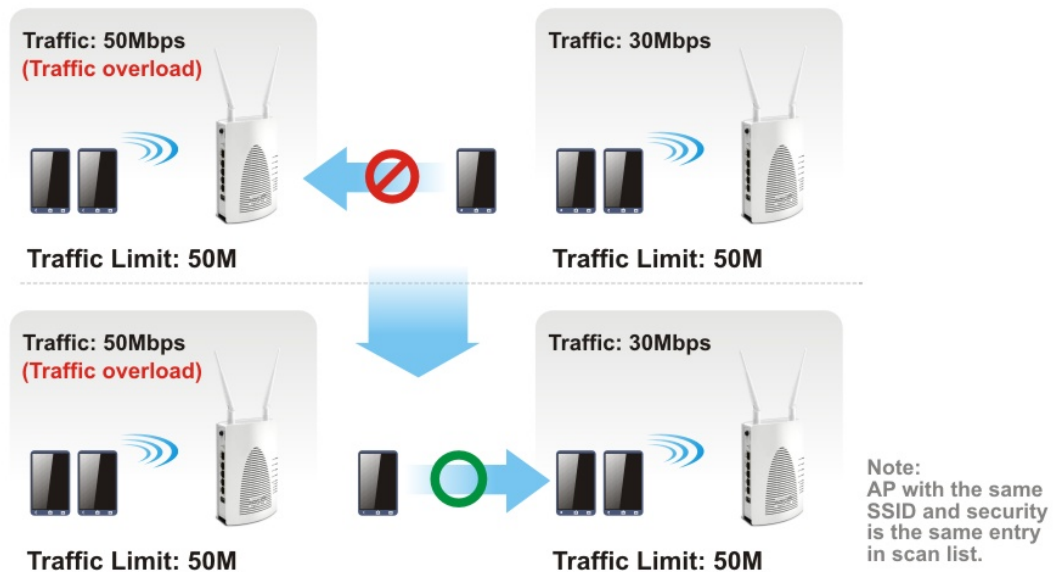 Traffic: 50Mbps
(Traffic overload)
Traffic: 30Mbps
Traffic Limit: 50M
Traffic Limit: 50M
Traffic: 50Mbps
(Traffic overload)
Traffic: 30Mbps
Traffic Limit: 50M
Traffic Limit: 50M
Note:
AP with the same
SSID and security
is the same entry
in scan list.